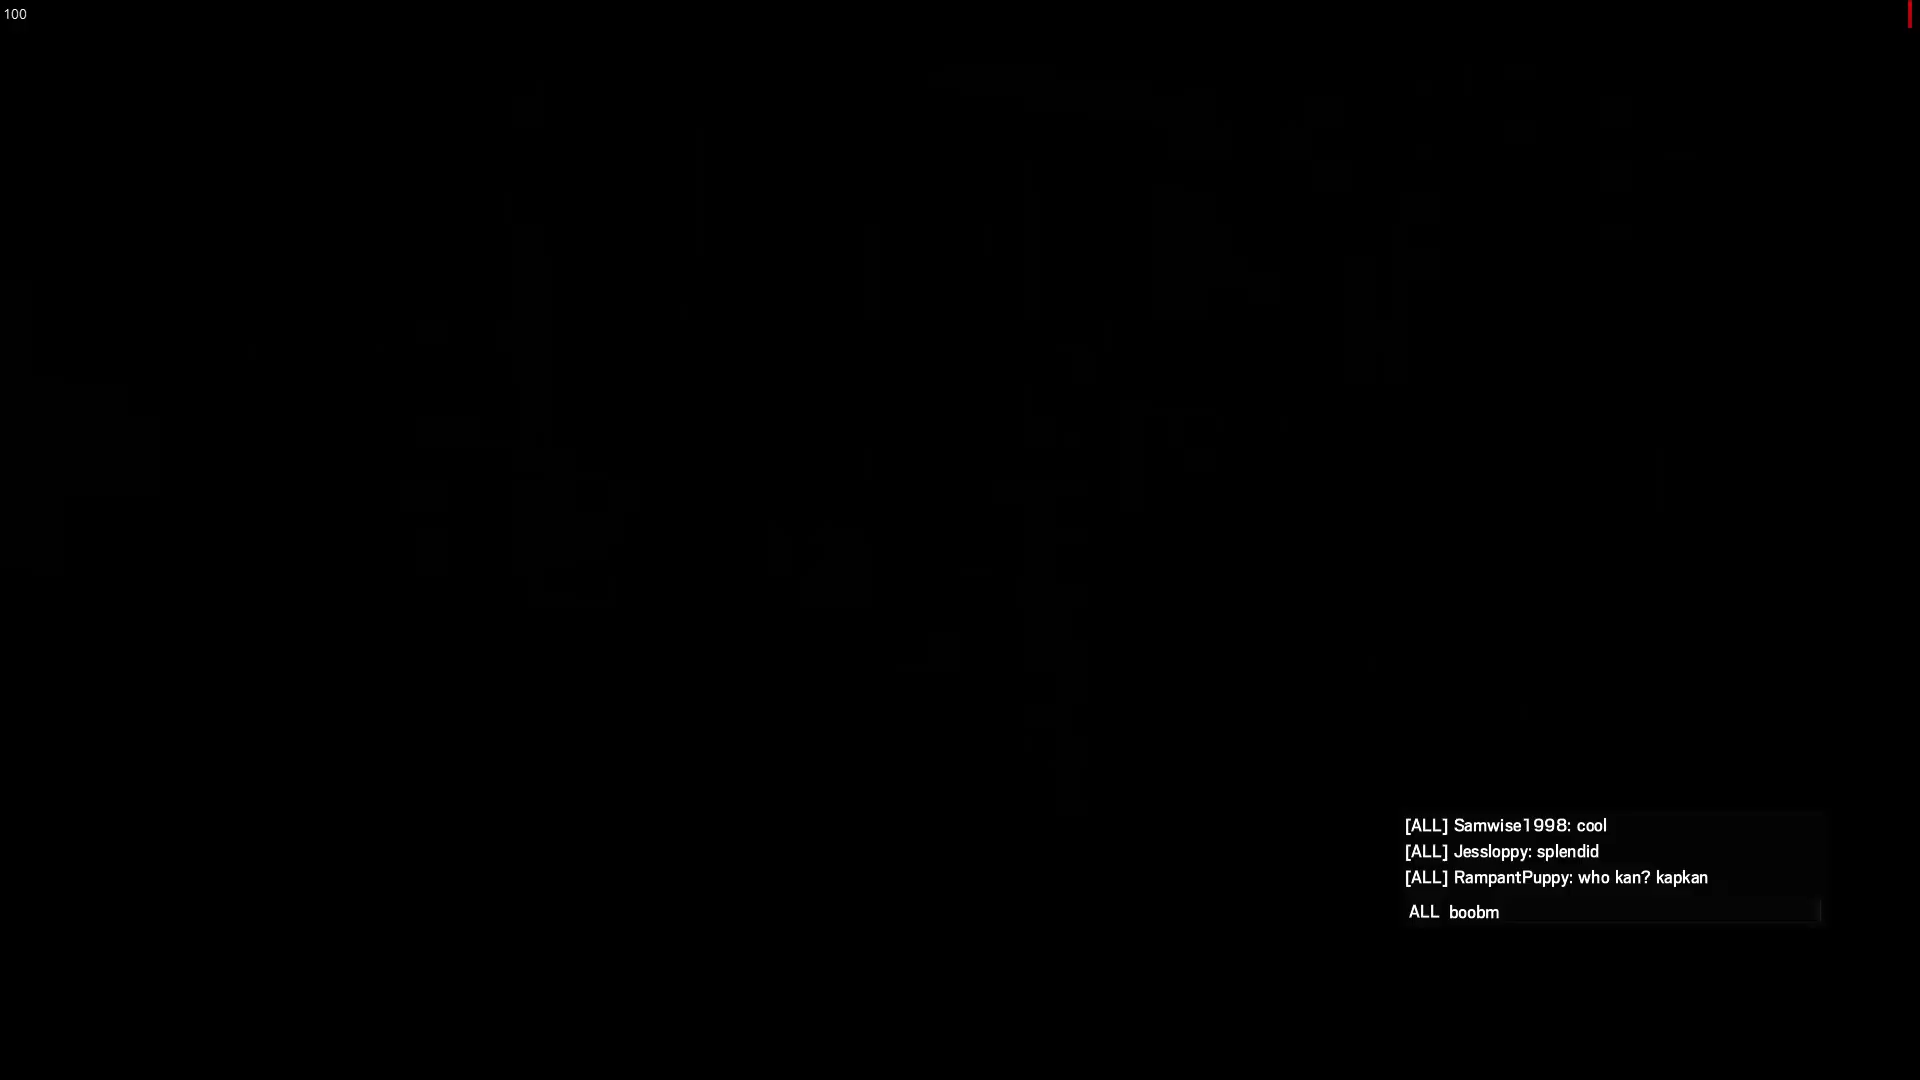 100
[ALL] Samwise1998: cool
[ALL] Jessloppy: splendid
[ALL] RampantPuppy: who kan? kapkan
ALL boobm